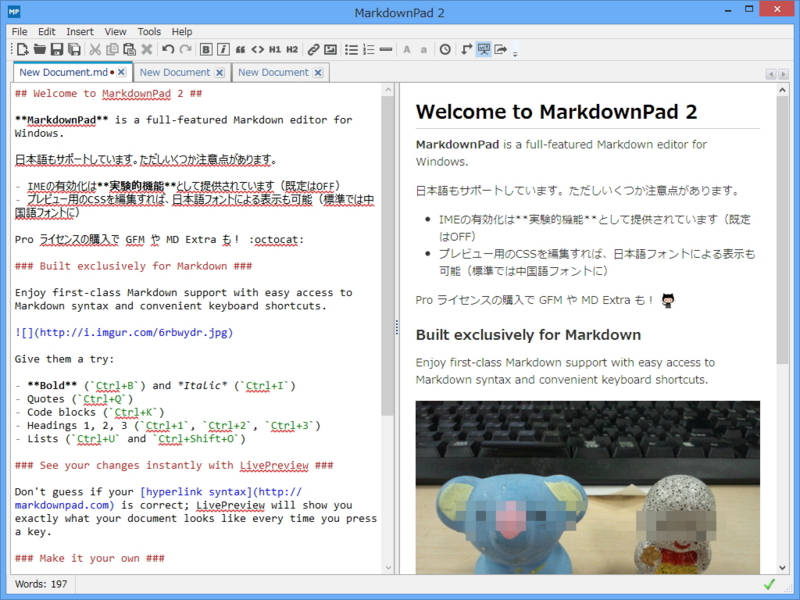 MarkdownPad 2
File Edit Insert View Tools Help
B I H1 H2 A a
New Document.md New Document New Document
## Welcome to MarkdownPad 2 ##
**MarkdownPad** is a full-featured Markdown editor for
Windows.
日本語もサポートしています。ただしいくつか注意点があります。
- IMEの有効化は**実験的機能**として提供されています（既定はOFF）
- プレビュー用のCSSを編集すれば、日本語フォントによる表示も可能（標準では中
国語フォントに）
Pro ライセンスの購入で GFM や MD Extra も！ :octocat:
### Built exclusively for Markdown ###
Enjoy first-class Markdown support with easy access to
Markdown syntax and convenient keyboard shortcuts.
![](http://i.imgur.com/6rbwydr.jpg)
Give them a try:
- **Bold** (`Ctrl+B`) and *Italic* (`Ctrl+I`)
- Quotes (`Ctrl+Q`)
- Code blocks (`Ctrl+K`)
- Headings 1, 2, 3 (`Ctrl+1`, `Ctrl+2`, `Ctrl+3`)
- Lists (`Ctrl+U` and `Ctrl+Shift+O`)
### See your changes instantly with LivePreview ###
Don't guess if your [hyperlink syntax](http://
markdownpad.com) is correct; LivePreview will show you
exactly what your document looks like every time you press
a key.
### Make it your own ###
Welcome to MarkdownPad 2
MarkdownPad is a full-featured Markdown editor for
Windows.
日本語もサポートしています。ただしいくつか注意点があります。
• IMEの有効化は**実験的機能**として提供されています（既定
はOFF）
• プレビュー用のCSSを編集すれば、日本語フォントによる表示も
可能（標準では中国語フォントに）
Pro ライセンスの購入で GFM や MD Extra も！
Built exclusively for Markdown
Enjoy first-class Markdown support with easy access to
Markdown syntax and convenient keyboard shortcuts.
Words: 197